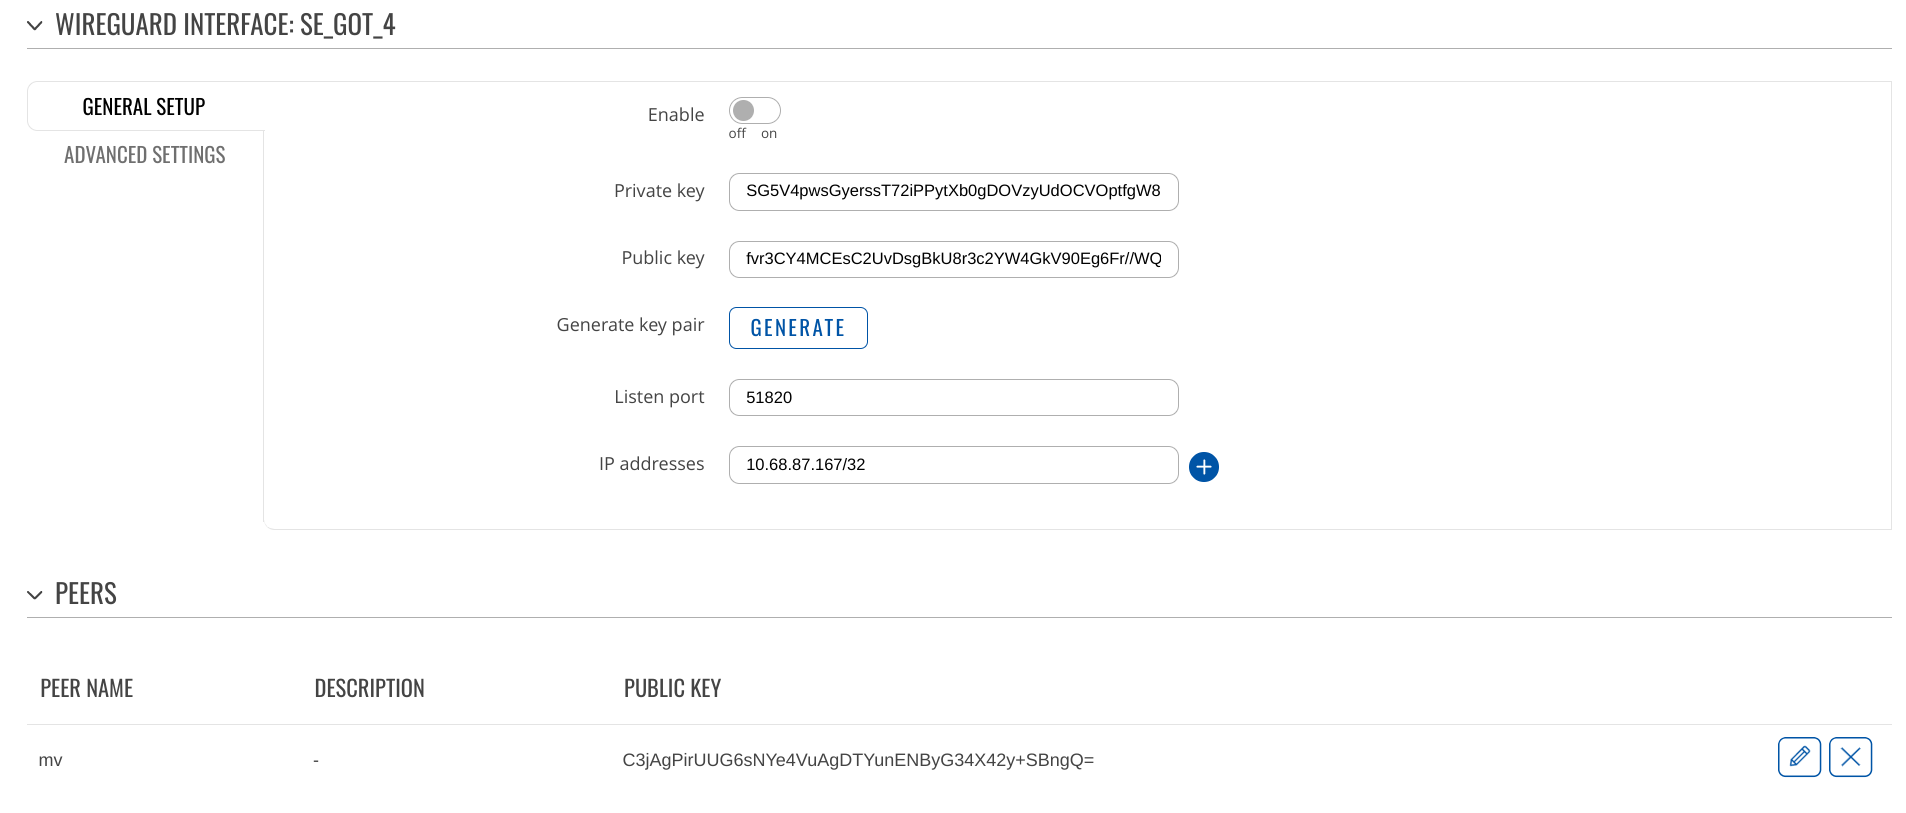 WIREGUARD INTERFACE: SE_GOT_4
GENERAL SETUP
ADVANCED SETTINGS
Enable
off on
Private key SG5V4pwsGyerssT72iPPytXb0gDOVzyUdOCVOptfgW8
Public key fvr3CY4MCEsC2UvDsgBkU8r3c2YW4GkV90Eg6Fr//WQ
Generate key pair GENERATE
Listen port 51820
IP addresses 10.68.87.167/32
PEERS
PEER NAME DESCRIPTION PUBLIC KEY
mv - C3jAgPirUUG6sNYe4VuAgDTYunENByG34X42y+SBngQ=